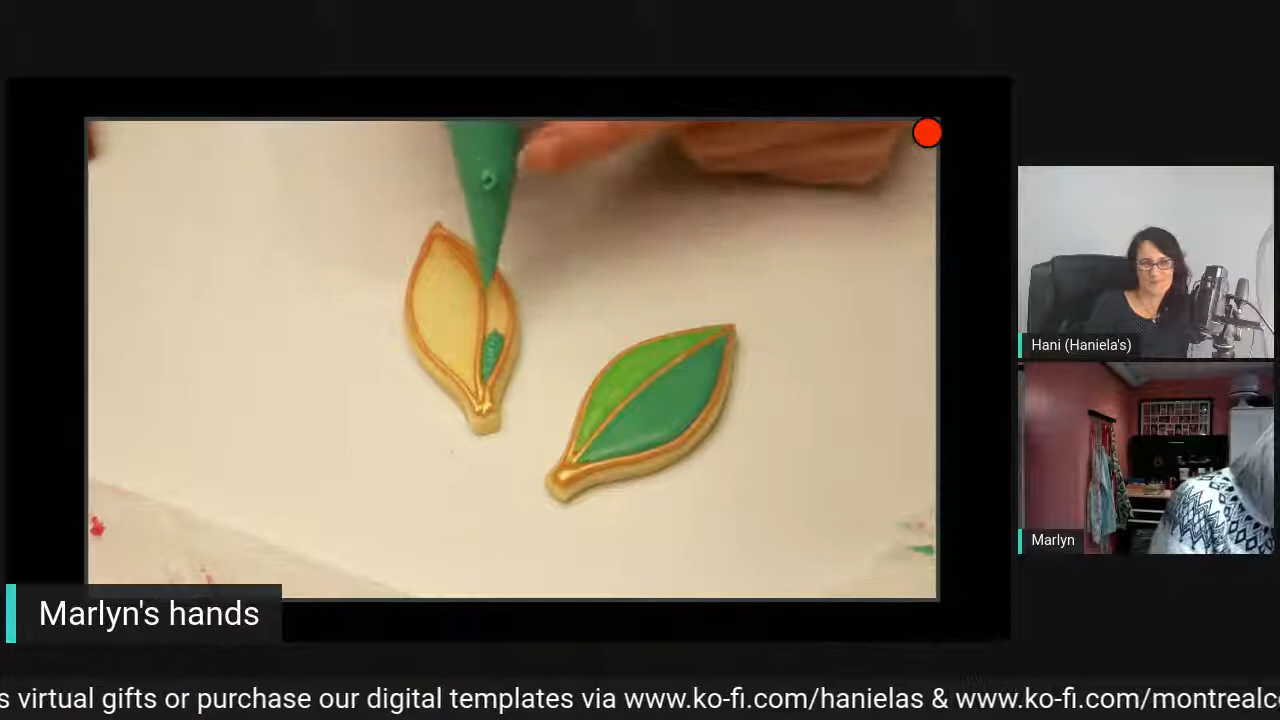 Hani (Haniela's)
Marlyn
Marlyn's hands
s virtual gifts or purchase our digital templates via www.ko-fi.com/hanielas & www.ko-fi.com/montrealc